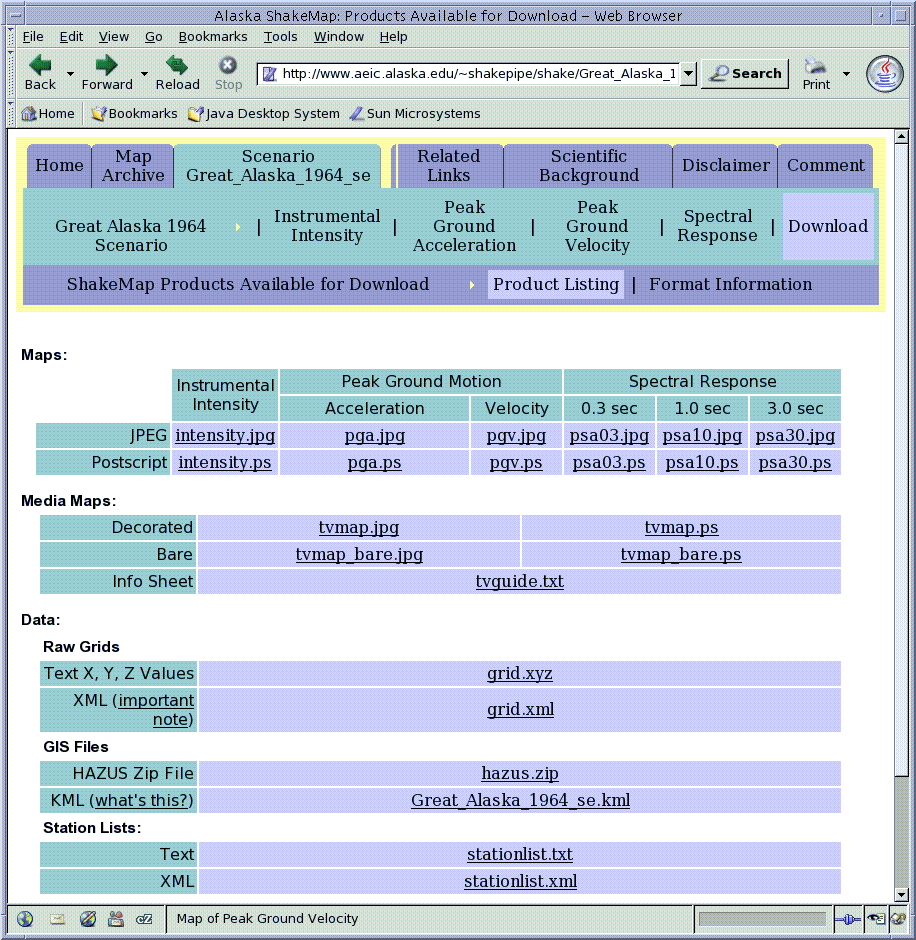 Alaska ShakeMap: Products Available for Download – Web Browser
File Edit View Go Bookmarks Tools Window Help
Back Forward Reload Stop http://www.aeic.alaska.edu/~shakepipe/shake/Great_Alaska_1 Search Print
Home Bookmarks Java Desktop System Sun Microsystems
Home Map Archive Scenario Great_Alaska_1964_se Related Links Scientific Background Disclaimer Comment
Great Alaska 1964 Scenario | Instrumental Intensity | Peak Ground Acceleration | Peak Ground Velocity | Spectral Response | Download
ShakeMap Products Available for Download Product Listing | Format Information
Maps:
Instrumental Intensity Peak Ground Motion Spectral Response
Acceleration Velocity 0.3 sec 1.0 sec 3.0 sec
JPEG intensity.jpg pga.jpg pgv.jpg psa03.jpg psa10.jpg psa30.jpg
Postscript intensity.ps pga.ps pgv.ps psa03.ps psa10.ps psa30.ps
Media Maps:
Decorated tvmap.jpg tvmap.ps
Bare tvmap_bare.jpg tvmap_bare.ps
Info Sheet tvguide.txt
Data:
Raw Grids
Text X, Y, Z Values grid.xyz
XML (important note) grid.xml
GIS Files
HAZUS Zip File hazus.zip
KML (what's this?) Great_Alaska_1964_se.kml
Station Lists:
Text stationlist.txt
XML stationlist.xml
Map of Peak Ground Velocity